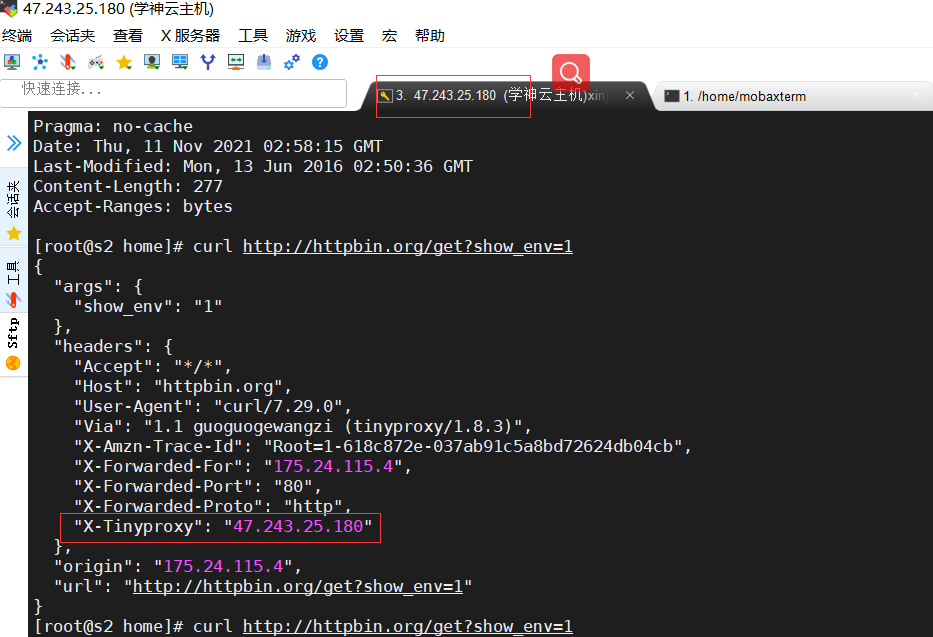 47.243.25.180 (学神云主机)
终端 会话夹 查看 X 服务器 工具 游戏 设置 宏 帮助
快速连接...
3. 47.243.25.180 (学神云主机)xin
1. /home/mobaxterm
会话夹
工具
Sftp
Pragma: no-cache
Date: Thu, 11 Nov 2021 02:58:15 GMT
Last-Modified: Mon, 13 Jun 2016 02:50:36 GMT
Content-Length: 277
Accept-Ranges: bytes
[root@s2 home]# curl http://httpbin.org/get?show_env=1
{
  "args": {
    "show_env": "1"
  },
  "headers": {
    "Accept": "*/*",
    "Host": "httpbin.org",
    "User-Agent": "curl/7.29.0",
    "Via": "1.1 guoguogewangzi (tinyproxy/1.8.3)",
    "X-Amzn-Trace-Id": "Root=1-618c872e-037ab91c5a8bd72624db04cb",
    "X-Forwarded-For": "175.24.115.4",
    "X-Forwarded-Port": "80",
    "X-Forwarded-Proto": "http",
    "X-Tinyproxy": "47.243.25.180"
  },
  "origin": "175.24.115.4",
  "url": "http://httpbin.org/get?show_env=1"
}
[root@s2 home]# curl http://httpbin.org/get?show_env=1